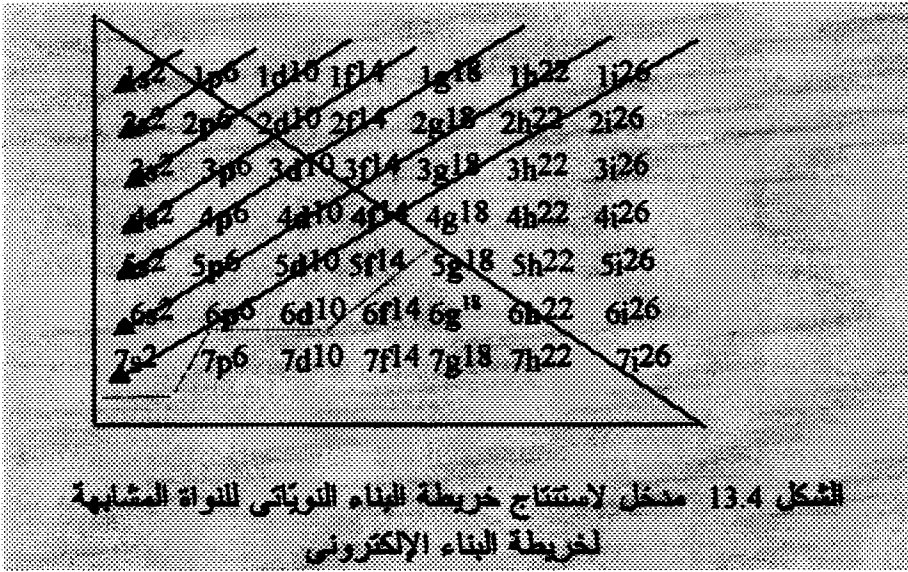 1s2 1p6 1d10 1f14 1g18 1h22 1i26
2s2 2p6 2d10 2f14 2g18 2h22 2i26
3s2 3p6 3d10 3f14 3g18 3h22 3i26
4s2 4p6 4d10 4f14 4g18 4h22 4i26
5s2 5p6 5d10 5f14 5g18 5h22 5i26
6s2 6p6 6d10 6f14 6g18 6h22 6i26
7s2 7p6 7d10 7f14 7g18 7h22 7i26
الشكل 13.4 مدخل لاستنتاج خريطة البناء النوياتى للنواة المشابهة
لخريطة البناء الإلكترونى